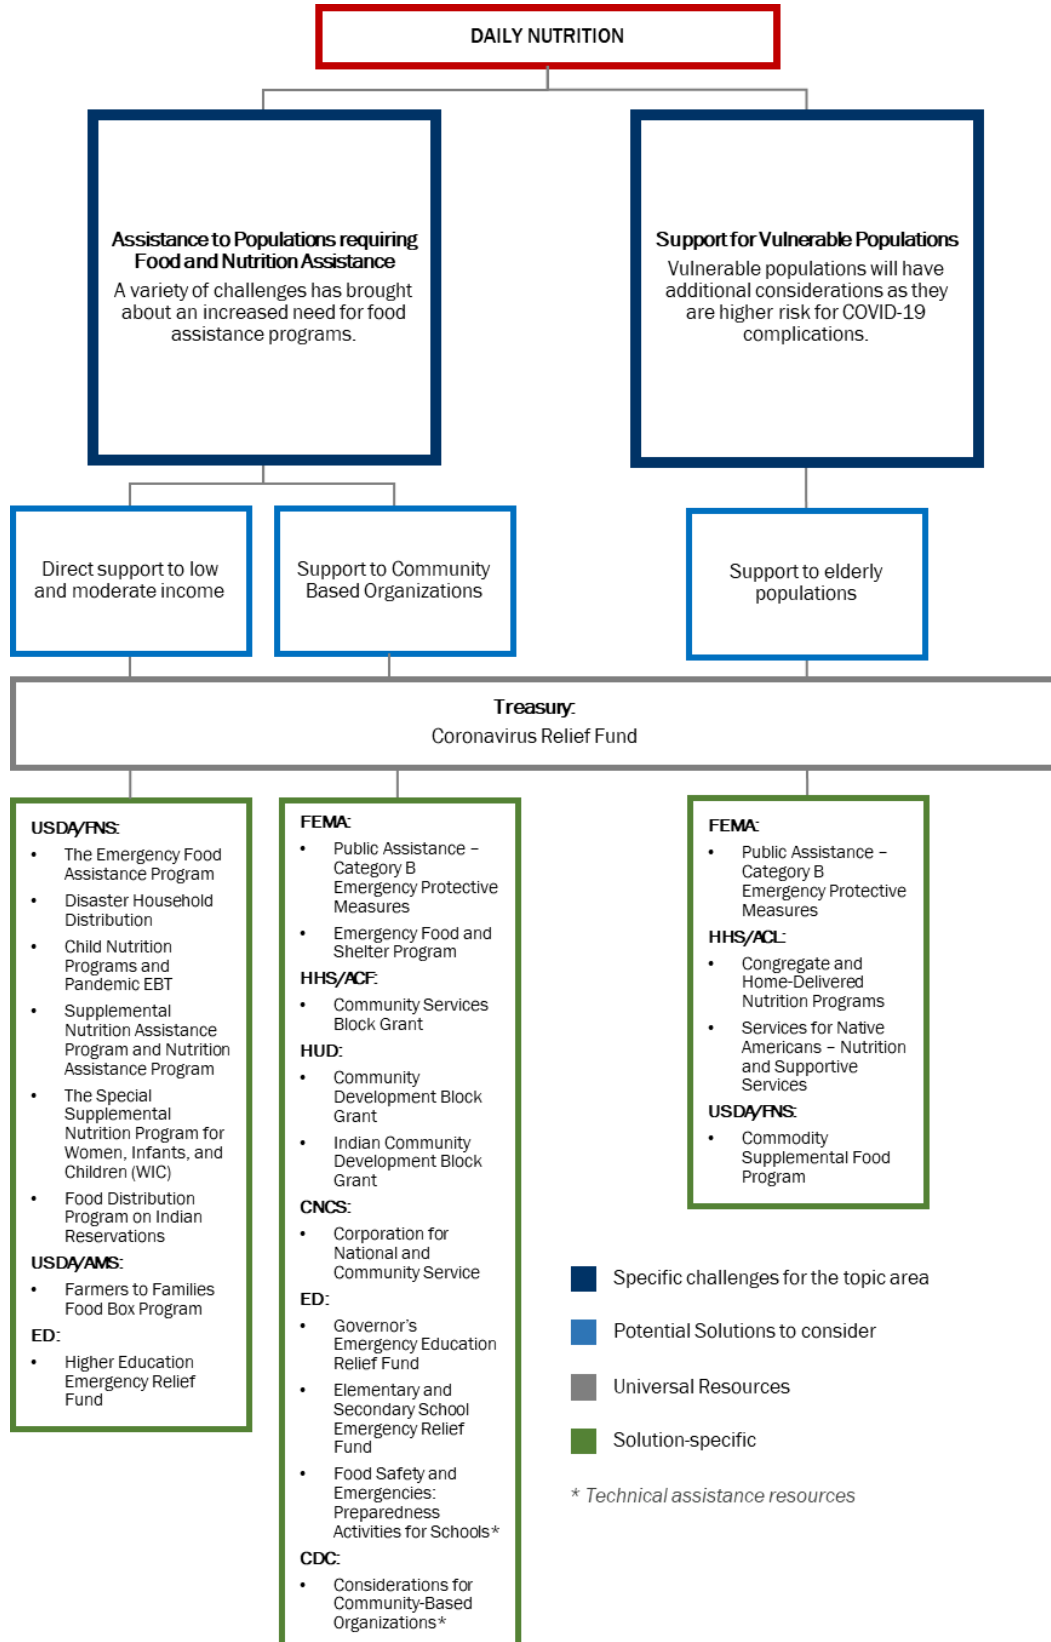 DAILY NUTRITION
Assistance to Populations requiring
Food and Nutrition Assistance
A variety of challenges has brought
about an increased need for food
assistance programs.
Support for Vulnerable Populations
Vulnerable populations will have
additional considerations as they
are higher risk for COVID-19
complications.
Direct support to low
and moderate income
Support to Community
Based Organizations
Support to elderly
populations
Treasury:
Coronavirus Relief Fund
USDA/FNS:
• The Emergency Food
Assistance Program
• Disaster Household
Distribution
• Child Nutrition
Programs and
Pandemic EBT
• Supplemental
Nutrition Assistance
Program and Nutrition
Assistance Program
• The Special
Supplemental
Nutrition Program for
Women, Infants, and
Children (WIC)
• Food Distribution
Program on Indian
Reservations
USDA/AMS:
• Farmers to Families
Food Box Program
ED:
• Higher Education
Emergency Relief
Fund
FEMA:
• Public Assistance –
Category B
Emergency Protective
Measures
• Emergency Food and
Shelter Program
HHS/ACF:
• Community Services
Block Grant
HUD:
• Community
Development Block
Grant
• Indian Community
Development Block
Grant
CNCS:
• Corporation for
National and
Community Service
ED:
• Governor's
Emergency Education
Relief Fund
• Elementary and
Secondary School
Emergency Relief
Fund
• Food Safety and
Emergencies:
Preparedness
Activities for Schools*
CDC:
• Considerations for
Community-Based
Organizations*
FEMA:
• Public Assistance –
Category B
Emergency Protective
Measures
HHS/ACL:
• Congregate and
Home-Delivered
Nutrition Programs
• Services for Native
Americans – Nutrition
and Supportive
Services
USDA/FNS:
• Commodity
Supplemental Food
Program
Specific challenges for the topic area
Potential Solutions to consider
Universal Resources
Solution-specific
* Technical assistance resources